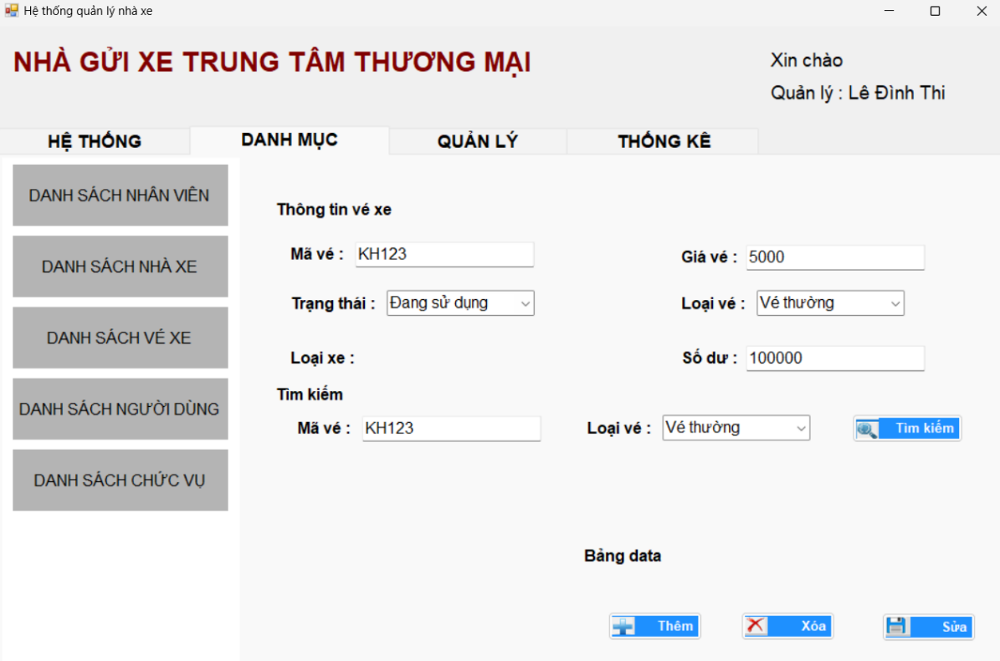 Hệ thống quản lý nhà xe
NHÀ GỬI XE TRUNG TÂM THƯƠNG MẠI
Xin chào
Quản lý : Lê Đình Thi
HỆ THỐNG DANH MỤC QUẢN LÝ THỐNG KÊ
DANH SÁCH NHÂN VIÊN
DANH SÁCH NHÀ XE
DANH SÁCH VÉ XE
DANH SÁCH NGƯỜI DÙNG
DANH SÁCH CHỨC VỤ
Thông tin vé xe
Mã vé : KH123 Giá vé : 5000
Trạng thái : Đang sử dụng Loại vé : Vé thường
Loại xe : Số dư : 100000
Tìm kiếm
Mã vé : KH123 Loại vé : Vé thường Tìm kiếm
Bảng data
Thêm Xóa Sửa